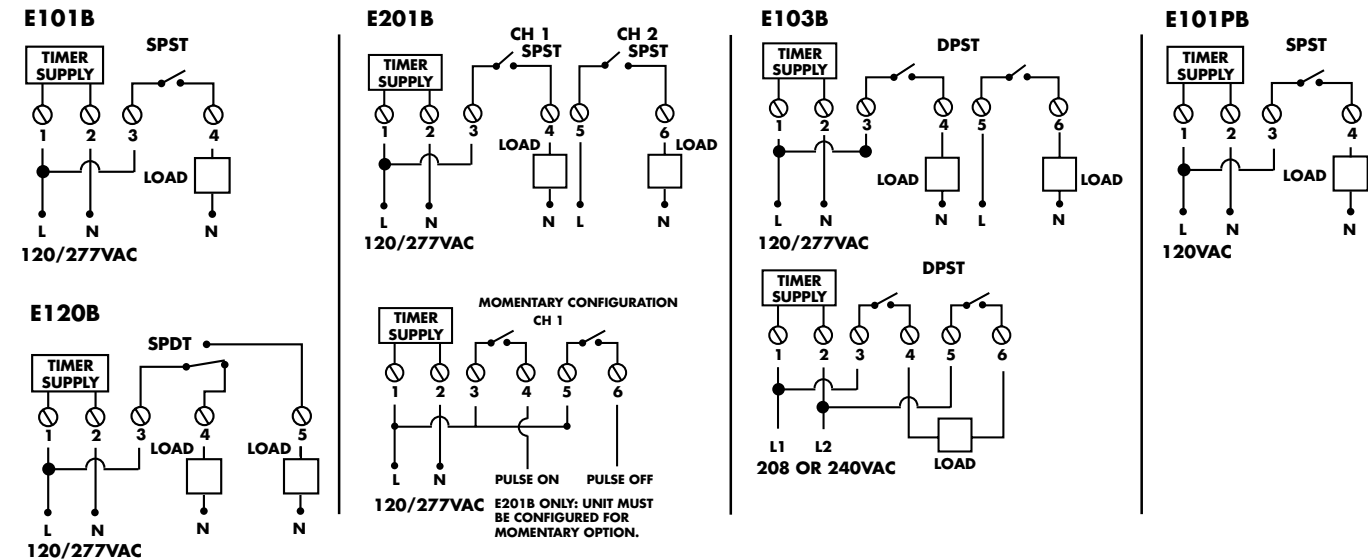 E101B
SPST
TIMER
SUPPLY
1 2 3 4
LOAD
L N N
120/277VAC
E120B
SPDT
TIMER
SUPPLY
1 2 3 4 5
LOAD LOAD
L N N N
120/277VAC
E201B
CH 1 CH 2
SPST SPST
TIMER
SUPPLY
1 2 3 4 5 6
LOAD LOAD
L N N L N
120/277VAC
MOMENTARY CONFIGURATION
CH 1
TIMER
SUPPLY
1 2 3 4 5 6
L N PULSE ON PULSE OFF
120/277VAC
E201B ONLY: UNIT MUST
BE CONFIGURED FOR
MOMENTARY OPTION.
E103B
DPST
TIMER
SUPPLY
1 2 3 4 5 6
LOAD LOAD
L N N L N
120/277VAC
DPST
TIMER
SUPPLY
1 2 3 4 5 6
L1 L2 LOAD
208 OR 240VAC
E101PB
SPST
TIMER
SUPPLY
1 2 3 4
LOAD
L N N
120VAC